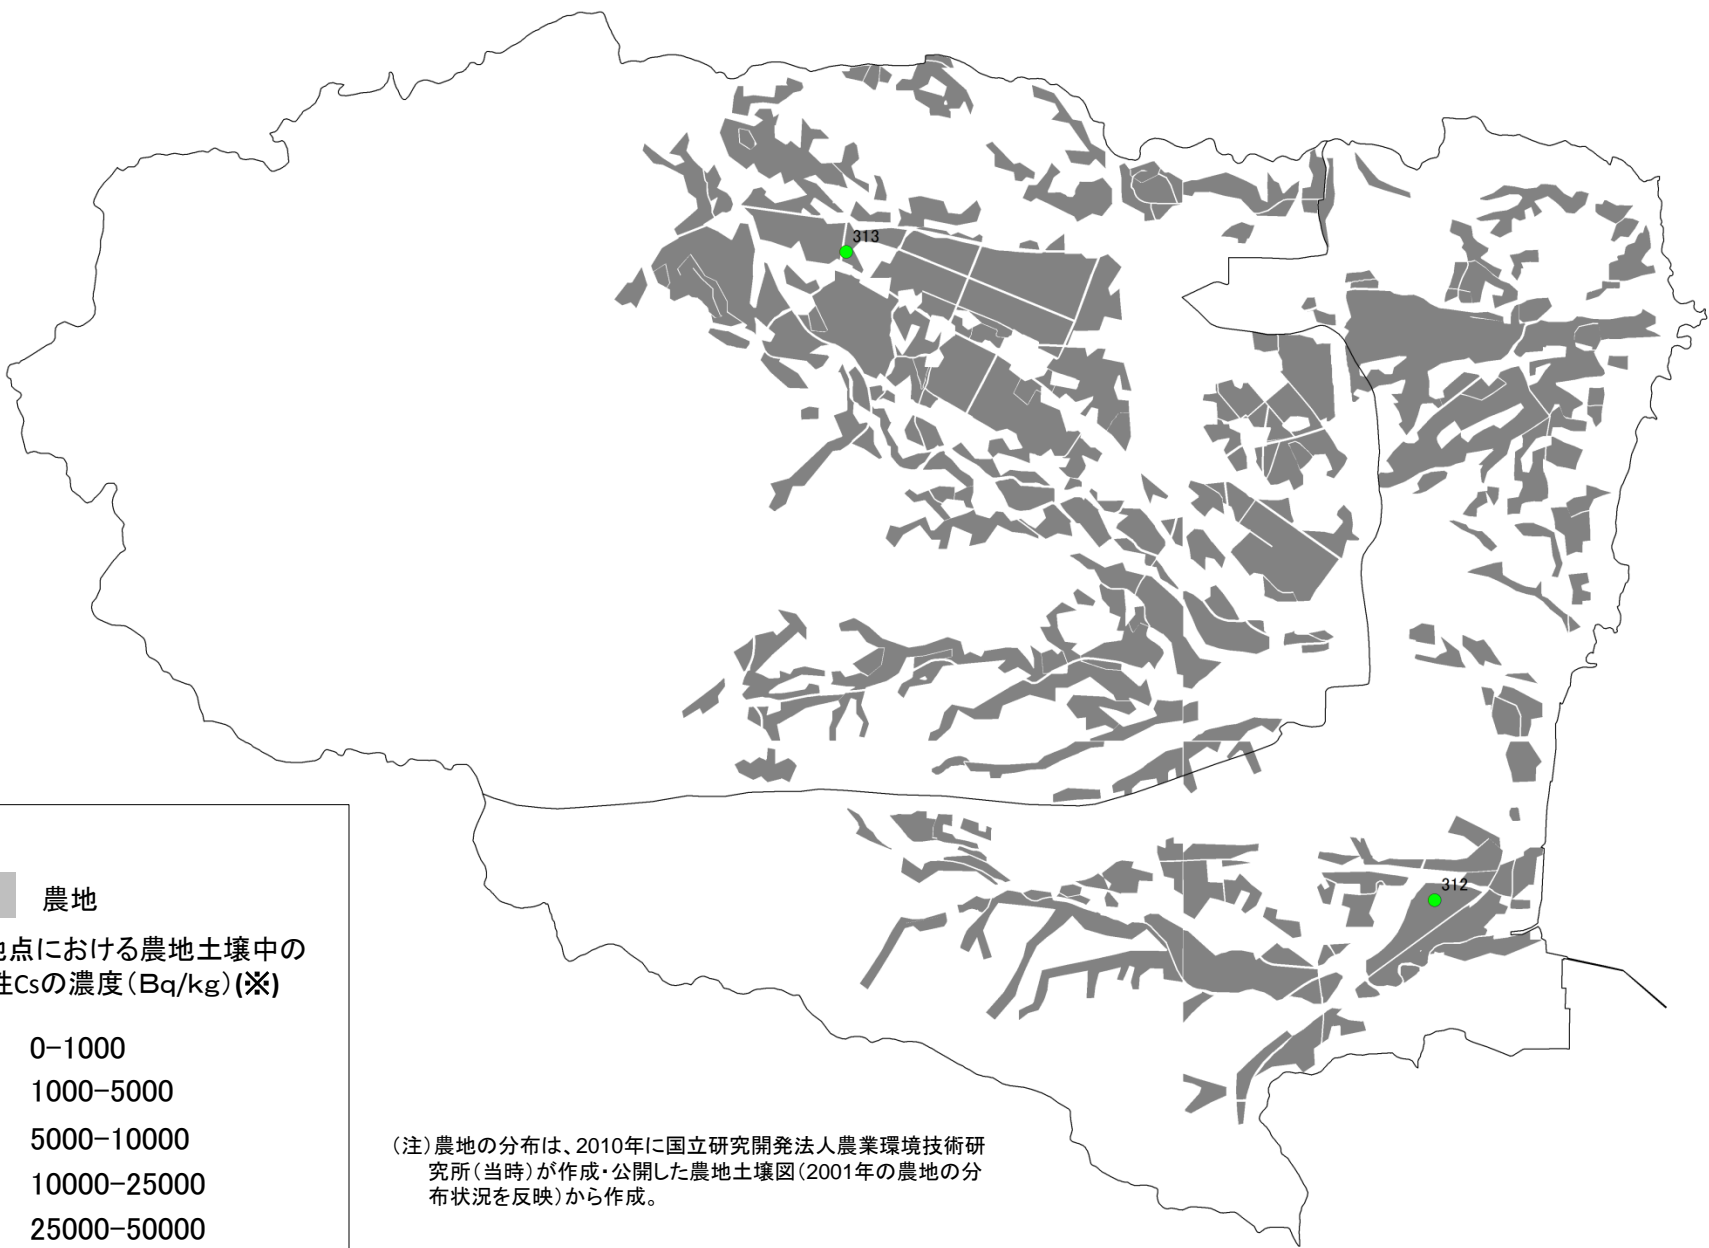 313
312
農地
地点における農地土壌中の
性Csの濃度(Bq/kg)(※)
0-1000
1000-5000
5000-10000
10000-25000
25000-50000
(注)農地の分布は、2010年に国立研究開発法人農業環境技術研
究所(当時)が作成・公開した農地土壌図(2001年の農地の分
布状況を反映)から作成。